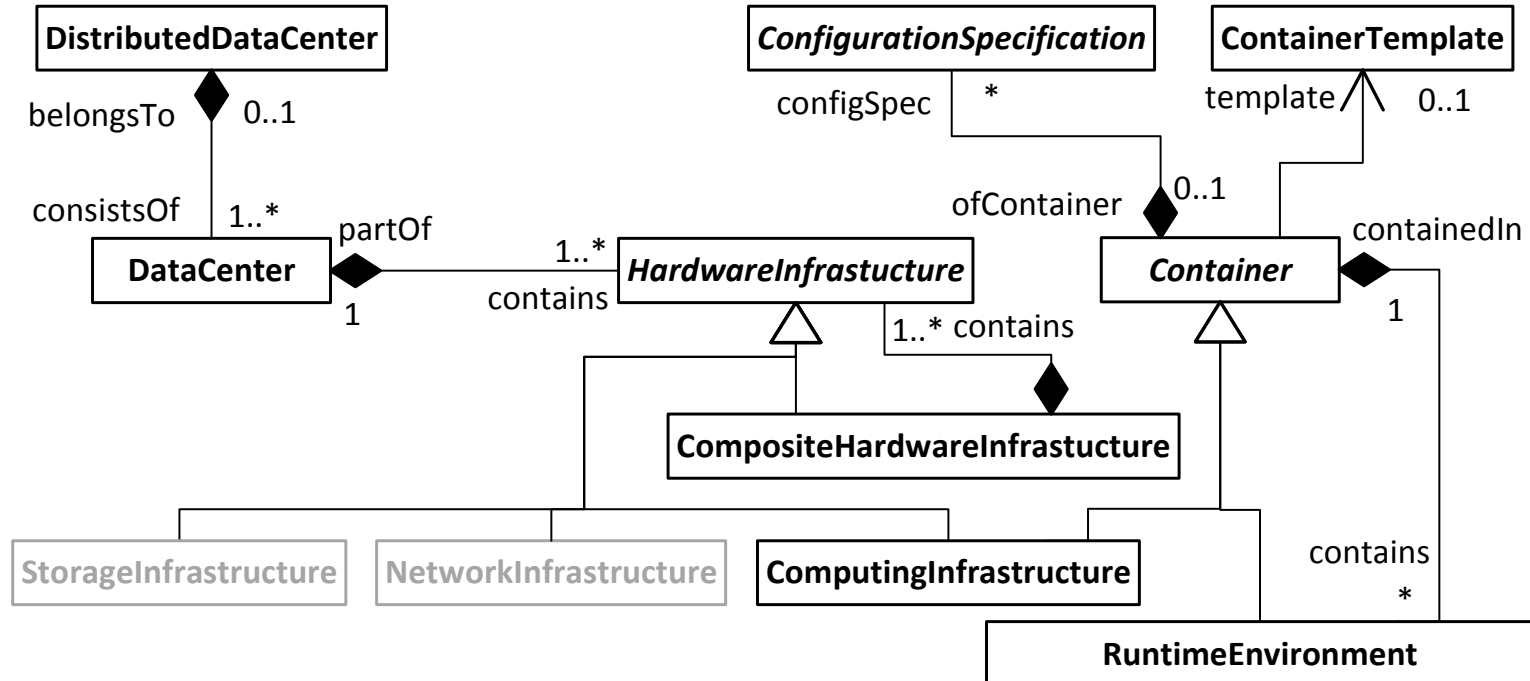 DistributedDataCenter
ConfigurationSpecification
ContainerTemplate
belongsTo
0..1
configSpec
*
template
0..1
consistsOf
1..*
partOf
ofContainer
0..1
containedIn
DataCenter
1..*
HardwareInfrastucture
Container
1
contains
1..*
contains
1
CompositeHardwareInfrastucture
StorageInfrastructure
NetworkInfrastructure
ComputingInfrastructure
contains
*
RuntimeEnvironment